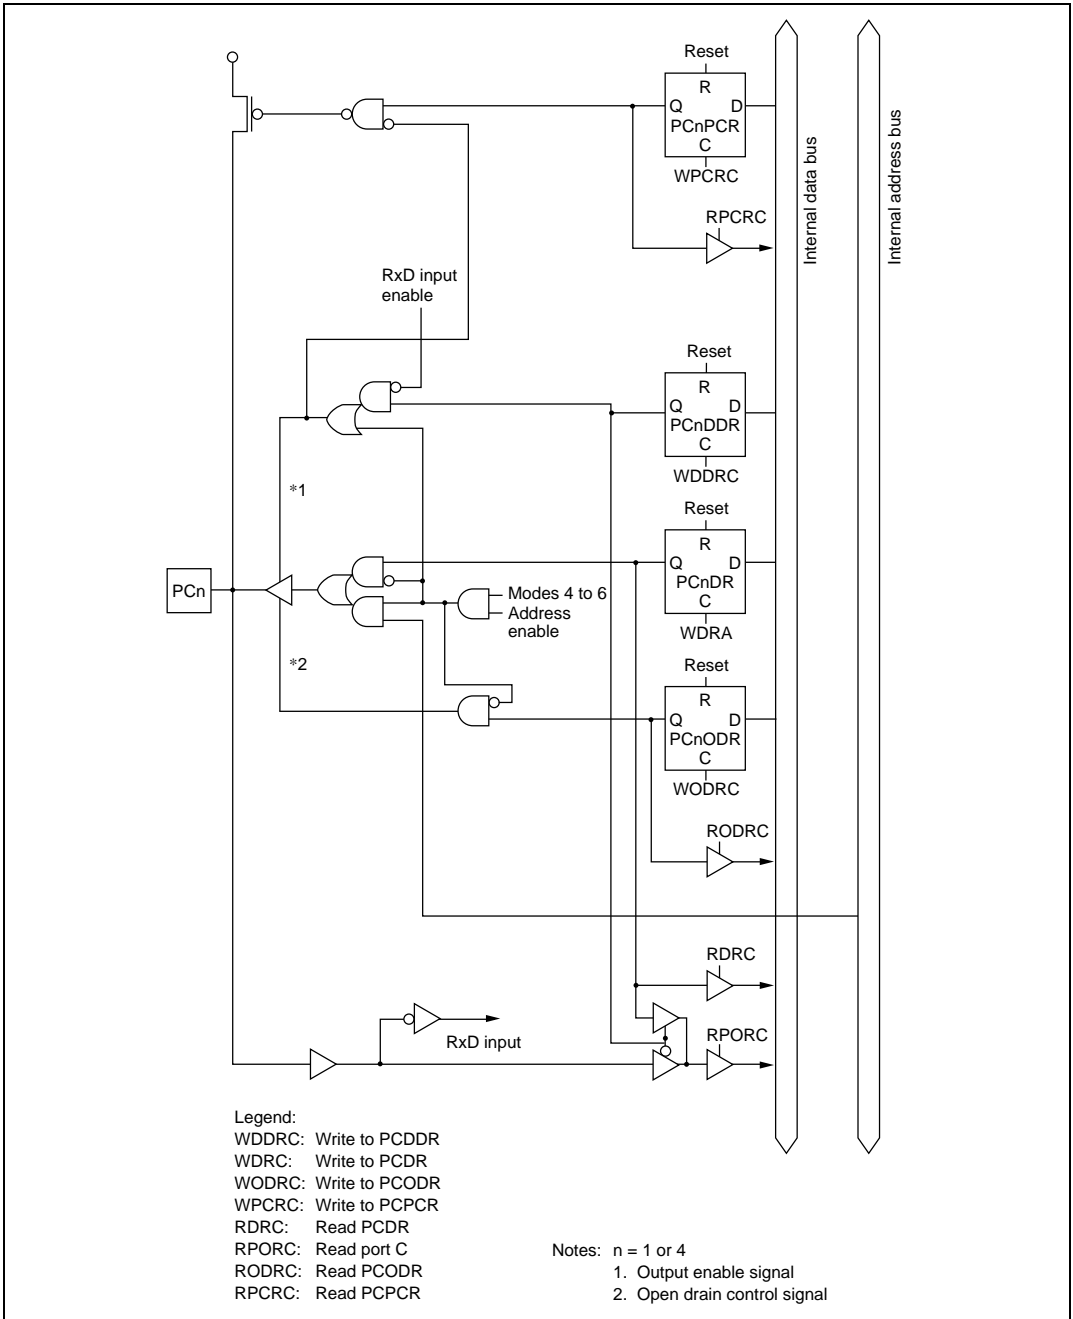 Reset
R
Q D
PCnPCR
C
WPCRC
Internal data bus
Internal address bus
RPCRC
RxD input
enable
Reset
R
Q D
PCnDDR
C
WDDRC
*1
Reset
R
Q D
PCnDR
C
WDRA
PCn
Modes 4 to 6
Address
enable
*2
Reset
R
Q D
PCnODR
C
WODRC
RODRC
RDRC
RxD input
RPORC
Legend:
WDDRC: Write to PCDDR
WDRC: Write to PCDR
WODRC: Write to PCODR
WPCRC: Write to PCPCR
RDRC: Read PCDR
RPORC: Read port C
RODRC: Read PCODR
RPCRC: Read PCPCR
Notes: n = 1 or 4
1. Output enable signal
2. Open drain control signal